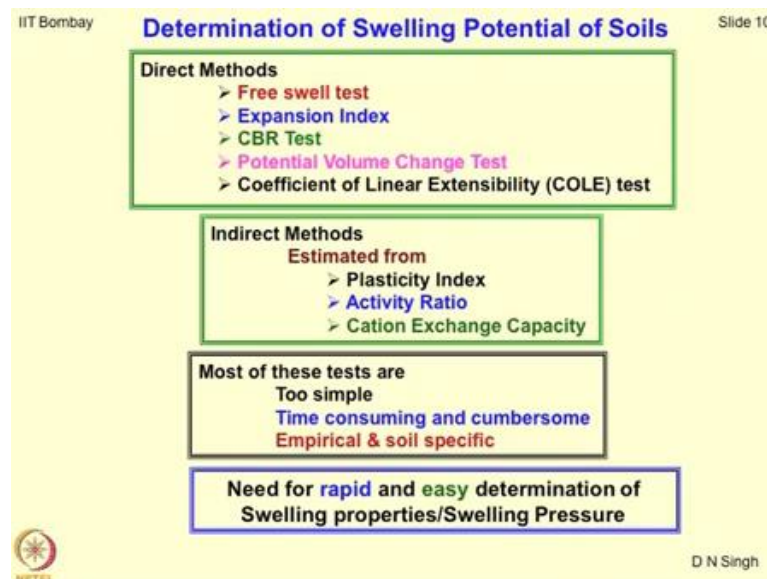 IIT Bombay
Determination of Swelling Potential of Soils
Slide 10
Direct Methods
➢ Free swell test
➢ Expansion Index
➢ CBR Test
➢ Potential Volume Change Test
➢ Coefficient of Linear Extensibility (COLE) test
Indirect Methods
Estimated from
➢ Plasticity Index
➢ Activity Ratio
➢ Cation Exchange Capacity
Most of these tests are
Too simple
Time consuming and cumbersome
Empirical & soil specific
Need for rapid and easy determination of
Swelling properties/Swelling Pressure
D N Singh